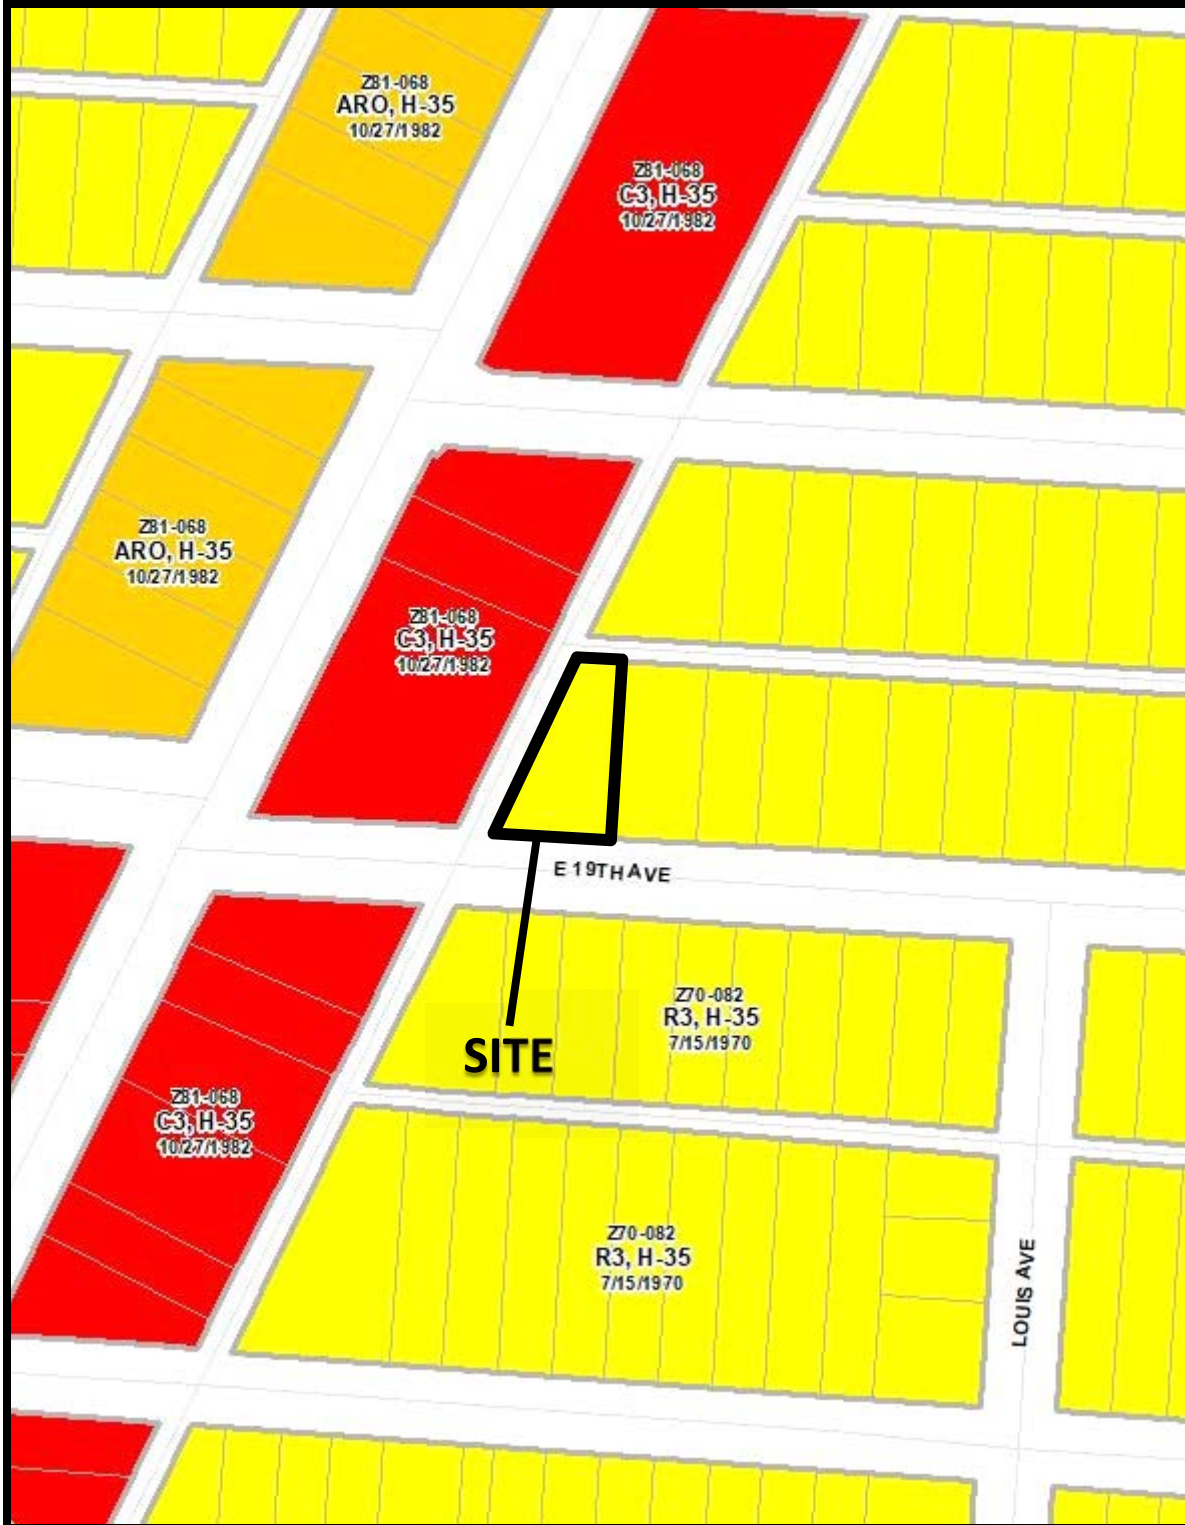 Z81-068
ARO, H-35
10/27/1982
Z81-068
C3, H-35
10/27/1982
Z81-068
ARO, H-35
10/27/1982
Z81-068
C3, H-35
10/27/1982
E 19TH AVE
Z70-082
R3, H-35
7/15/1970
SITE
Z81-068
C3, H-35
10/27/1982
Z70-082
R3, H-35
7/15/1970
LOUIS AVE